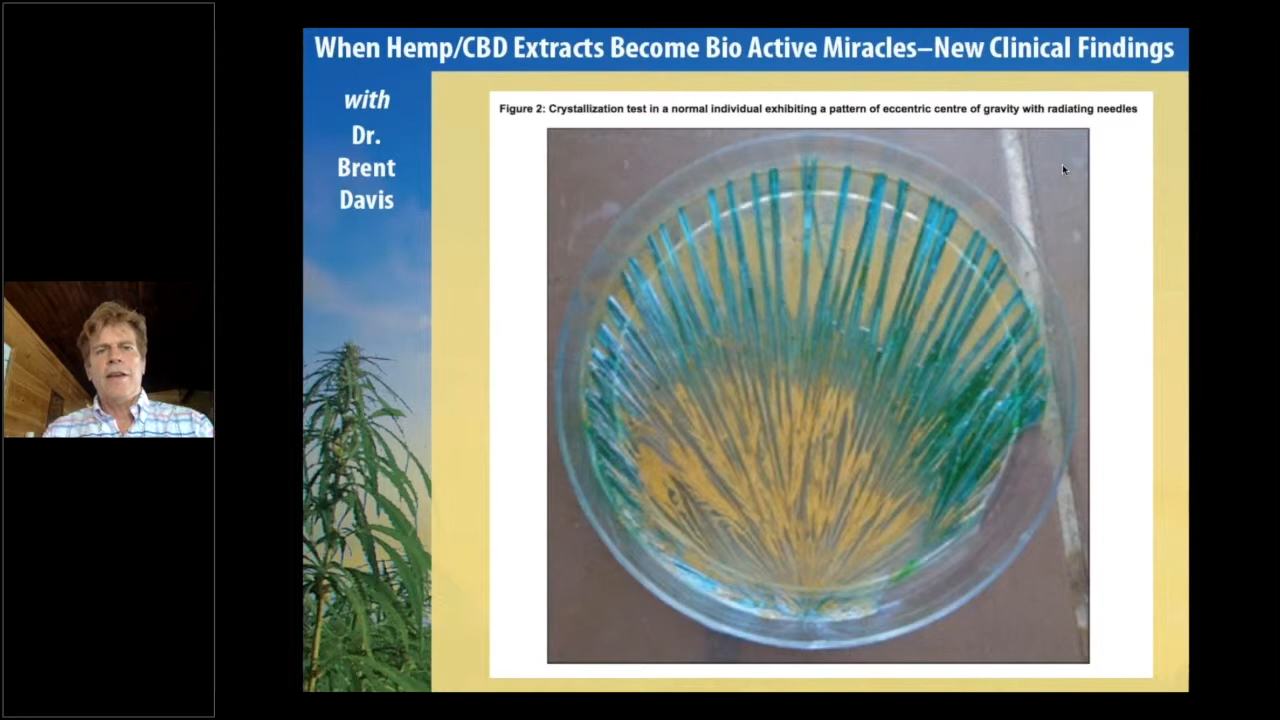 When Hemp/CBD Extracts Become Bio Active Miracles–New Clinical Findings
with
Dr.
Brent
Davis
Figure 2: Crystallization test in a normal individual exhibiting a pattern of eccentric centre of gravity with radiating needles